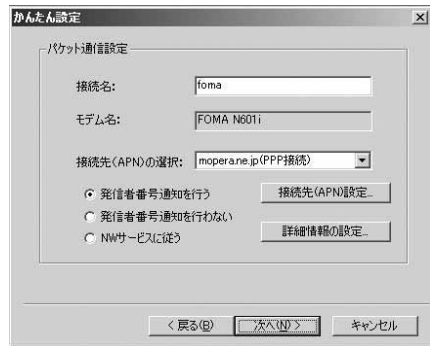 かんたん設定
パケット通信設定
接続名: foma
モデム名: FOMA N601i
接続先(APN)の選択: mopera.ne.jp(PPP接続)
発信者番号通知を行う 接続先(APN)設定...
発信者番号通知を行わない
NWサービスに従う 詳細情報の設定...
< 戻る(B) 次へ(N) > キャンセル